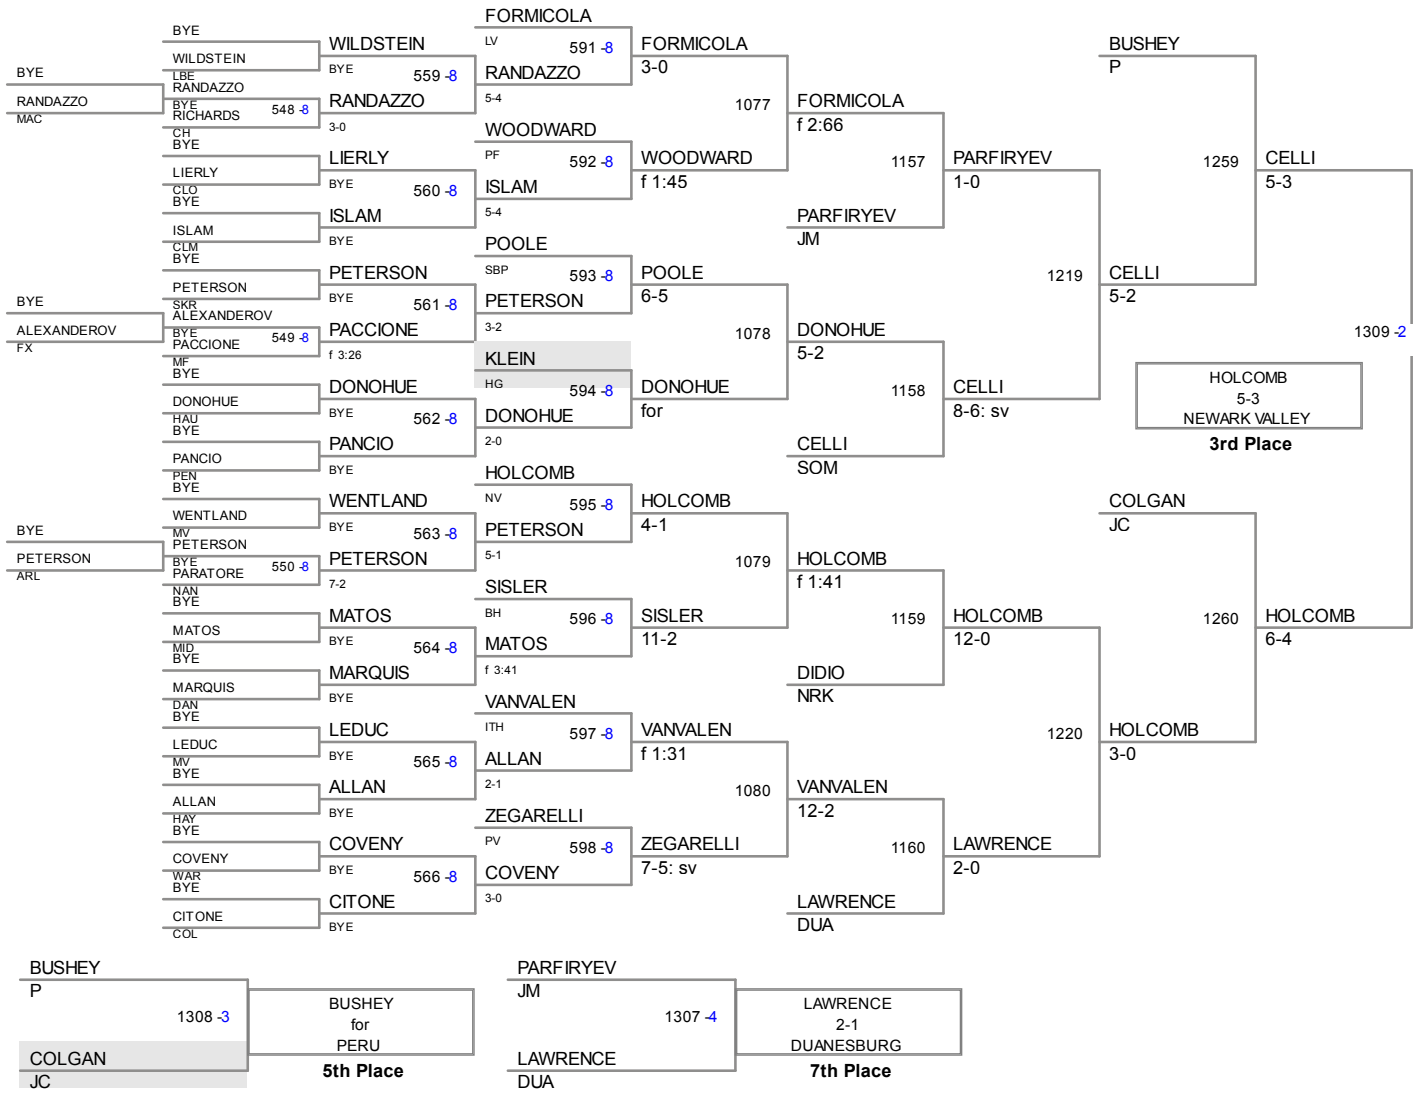 BYE
RANDAZZO
MAC
BYE
ALEXANDEROV
FX
BYE
PETERSON
ARL
BYE
WILDSTEIN
LBE
RANDAZZO
BYE
RICHARDS
548 -8
CH
BYE
LIERLY
CLO
BYE
ISLAM
CLM
BYE
PETERSON
SKR
ALEXANDEROV
BYE
PACCIONE
549 -8
MF
BYE
DONOHUE
HAU
BYE
PANCIO
PEN
BYE
WENTLAND
MV
PETERSON
BYE
PARATORE
550 -8
NAN
BYE
MATOS
MID
BYE
MARQUIS
DAN
BYE
LEDUC
MV
BYE
ALLAN
HAY
BYE
COVENY
WAR
BYE
CITONE
COL
WILDSTEIN
BYE
559 -8
RANDAZZO
3-0
LIERLY
BYE
560 -8
ISLAM
BYE
PETERSON
BYE
561 -8
PACCIONE
f 3:26
DONOHUE
BYE
562 -8
PANCIO
BYE
WENTLAND
BYE
563 -8
PETERSON
7-2
MATOS
BYE
564 -8
MARQUIS
BYE
LEDUC
BYE
565 -8
ALLAN
BYE
COVENY
BYE
566 -8
CITONE
BYE
FORMICOLA
LV
591 -8
RANDAZZO
5-4
WOODWARD
PF
592 -8
ISLAM
5-4
POOLE
SBP
593 -8
PETERSON
3-2
KLEIN
HG
594 -8
DONOHUE
2-0
HOLCOMB
NV
595 -8
PETERSON
5-1
SISLER
BH
596 -8
MATOS
f 3:41
VANVALEN
ITH
597 -8
ALLAN
2-1
ZEGARELLI
PV
598 -8
COVENY
3-0
FORMICOLA
3-0
1077
WOODWARD
f 1:45
POOLE
6-5
1078
DONOHUE
for
HOLCOMB
4-1
1079
SISLER
11-2
VANVALEN
f 1:31
1080
ZEGARELLI
7-5: sv
FORMICOLA
f 2:66
1157
PARFIRYEV
JM
DONOHUE
5-2
1158
CELLI
SOM
HOLCOMB
f 1:41
1159
DIDIO
NRK
VANVALEN
12-2
1160
LAWRENCE
DUA
PARFIRYEV
1-0
1219
CELLI
8-6: sv
HOLCOMB
12-0
1220
LAWRENCE
2-0
BUSHEY
P
1259
CELLI
5-2
COLGAN
JC
1260
HOLCOMB
3-0
CELLI
5-3
1309 -2
HOLCOMB
6-4
HOLCOMB
5-3
NEWARK VALLEY
3rd Place
BUSHEY
P
1308 -3
COLGAN
JC
BUSHEY
for
PERU
5th Place
PARFIRYEV
JM
1307 -4
LAWRENCE
DUA
LAWRENCE
2-1
DUANESBURG
7th Place